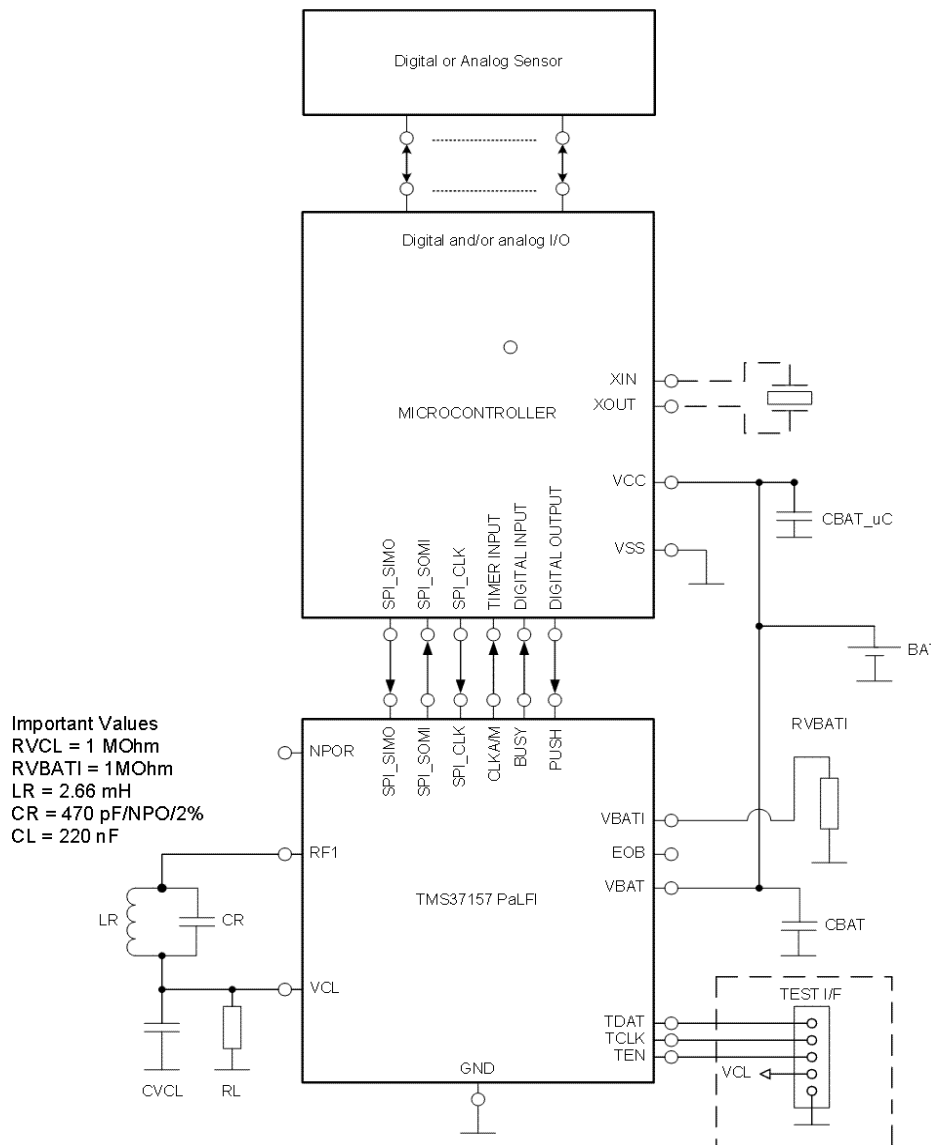 Digital or Analog Sensor
Digital and/or analog I/O
XIN
XOUT
MICROCONTROLLER
VCC
CBAT_uC
VSS
SPI_SIMO
SPI_SOMI
SPI_CLK
TIMER INPUT
DIGITAL INPUT
DIGITAL OUTPUT
BAT
Important Values
RVCL = 1 MOhm
RVBATI = 1MOhm
LR = 2.66 mH
CR = 470 pF/NPO/2%
CL = 220 nF
NPOR
SPI_SIMO
SPI_SOMI
SPI_CLK
CLKA/M
BUSY
PUSH
RVBATI
VBATI
RF1
EOB
VBAT
TMS37157 PaLFI
LR
CR
CBAT
VCL
TEST I/F
TDAT
TCLK
TEN
VCL
GND
CVCL
RL